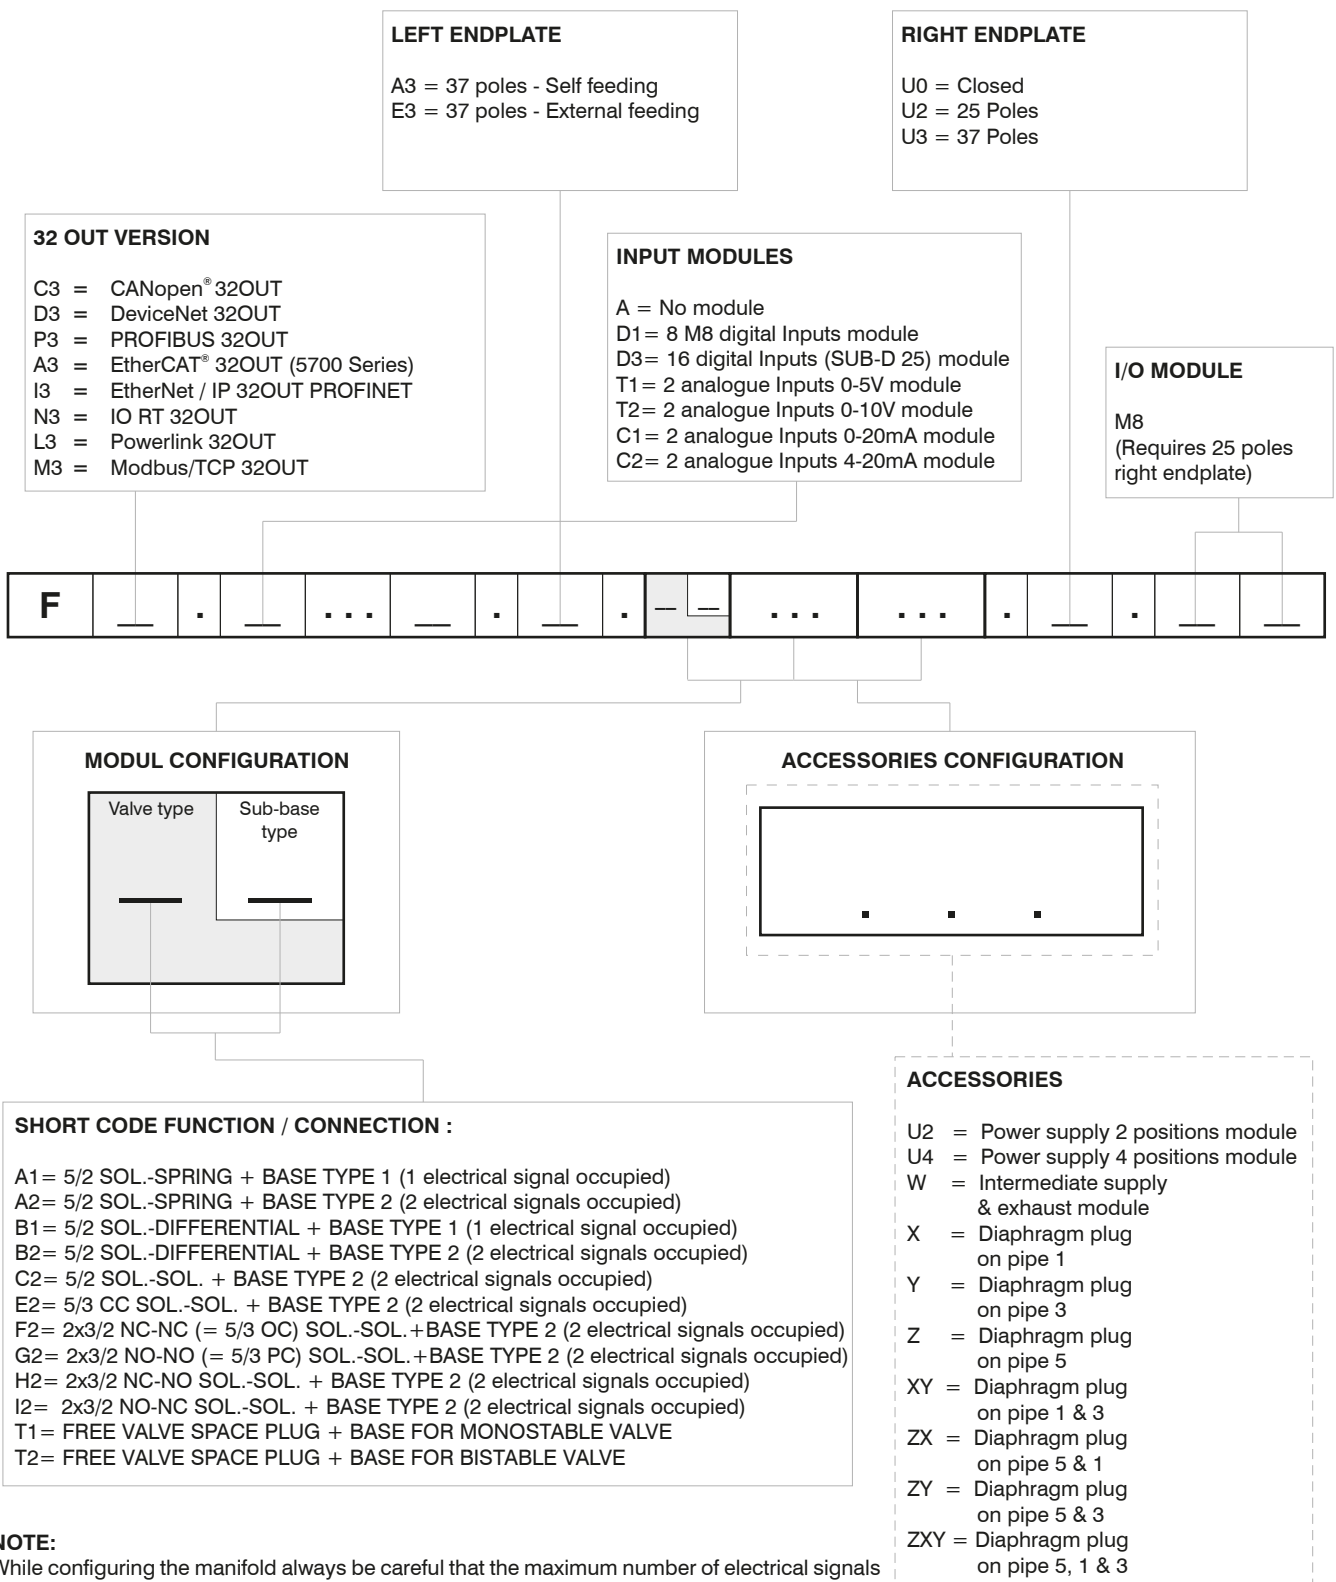 LEFT ENDPLATE
A3 = 37 poles - Self feeding
E3 = 37 poles - External feeding
RIGHT ENDPLATE
U0 = Closed
U2 = 25 Poles
U3 = 37 Poles
32 OUT VERSION
C3 = CANopen® 32OUT
D3 = DeviceNet 32OUT
P3 = PROFIBUS 32OUT
A3 = EtherCAT® 32OUT (5700 Series)
I3 = EtherNet / IP 32OUT PROFINET
N3 = IO RT 32OUT
L3 = Powerlink 32OUT
M3 = Modbus/TCP 32OUT
INPUT MODULES
A = No module
D1= 8 M8 digital Inputs module
D3= 16 digital Inputs (SUB-D 25) module
T1= 2 analogue Inputs 0-5V module
T2= 2 analogue Inputs 0-10V module
C1= 2 analogue Inputs 0-20mA module
C2= 2 analogue Inputs 4-20mA module
I/O MODULE
M8
(Requires 25 poles
right endplate)
F __ . __ ... __ . __ . __ __ ... ... . __ . __ __
MODUL CONFIGURATION
Valve type
Sub-base
type
ACCESSORIES CONFIGURATION
. . .
SHORT CODE FUNCTION / CONNECTION :
A1= 5/2 SOL.-SPRING + BASE TYPE 1 (1 electrical signal occupied)
A2= 5/2 SOL.-SPRING + BASE TYPE 2 (2 electrical signals occupied)
B1= 5/2 SOL.-DIFFERENTIAL + BASE TYPE 1 (1 electrical signal occupied)
B2= 5/2 SOL.-DIFFERENTIAL + BASE TYPE 2 (2 electrical signals occupied)
C2= 5/2 SOL.-SOL. + BASE TYPE 2 (2 electrical signals occupied)
E2= 5/3 CC SOL.-SOL. + BASE TYPE 2 (2 electrical signals occupied)
F2= 2x3/2 NC-NC (= 5/3 OC) SOL.-SOL.+BASE TYPE 2 (2 electrical signals occupied)
G2= 2x3/2 NO-NO (= 5/3 PC) SOL.-SOL.+BASE TYPE 2 (2 electrical signals occupied)
H2= 2x3/2 NC-NO SOL.-SOL. + BASE TYPE 2 (2 electrical signals occupied)
I2= 2x3/2 NO-NC SOL.-SOL. + BASE TYPE 2 (2 electrical signals occupied)
T1= FREE VALVE SPACE PLUG + BASE FOR MONOSTABLE VALVE
T2= FREE VALVE SPACE PLUG + BASE FOR BISTABLE VALVE
ACCESSORIES
U2 = Power supply 2 positions module
U4 = Power supply 4 positions module
W = Intermediate supply
& exhaust module
X = Diaphragm plug
on pipe 1
Y = Diaphragm plug
on pipe 3
Z = Diaphragm plug
on pipe 5
XY = Diaphragm plug
on pipe 1 & 3
ZX = Diaphragm plug
on pipe 5 & 1
ZY = Diaphragm plug
on pipe 5 & 3
ZXY = Diaphragm plug
on pipe 5, 1 & 3
NOTE:
While configuring the manifold always be careful that the maximum number of electrical signals